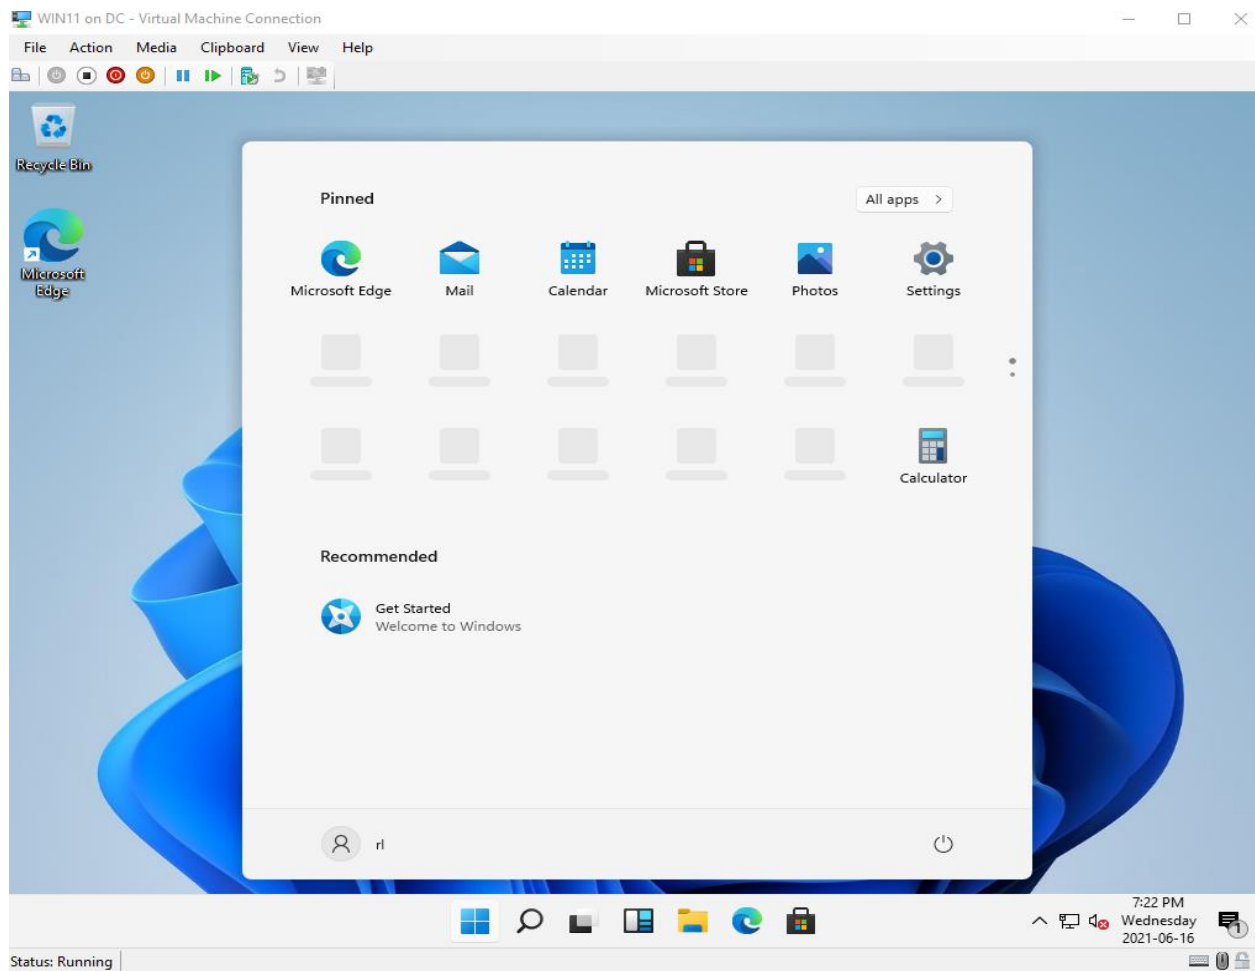 WIN11 on DC - Virtual Machine Connection
File Action Media Clipboard View Help
Recycle Bin
Microsoft
Edge
Pinned
All apps >
Microsoft Edge Mail Calendar Microsoft Store Photos Settings
Calculator
Recommended
Get Started
Welcome to Windows
rl
7:22 PM
Wednesday
2021-06-16
1
Status: Running